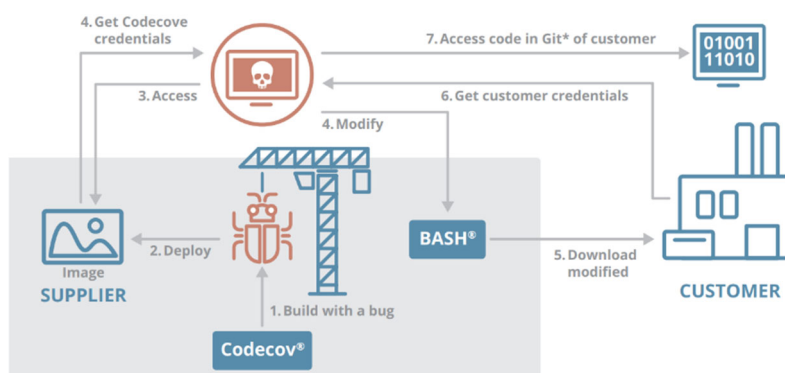 4. Get Codecove
credentials
7. Access code in Git* of customer
01001
11010
3. Access
6. Get customer credentials
4. Modify
BASH®
2. Deploy
Image
SUPPLIER
5. Download
modified
CUSTOMER
1. Build with a bug
Codecov®